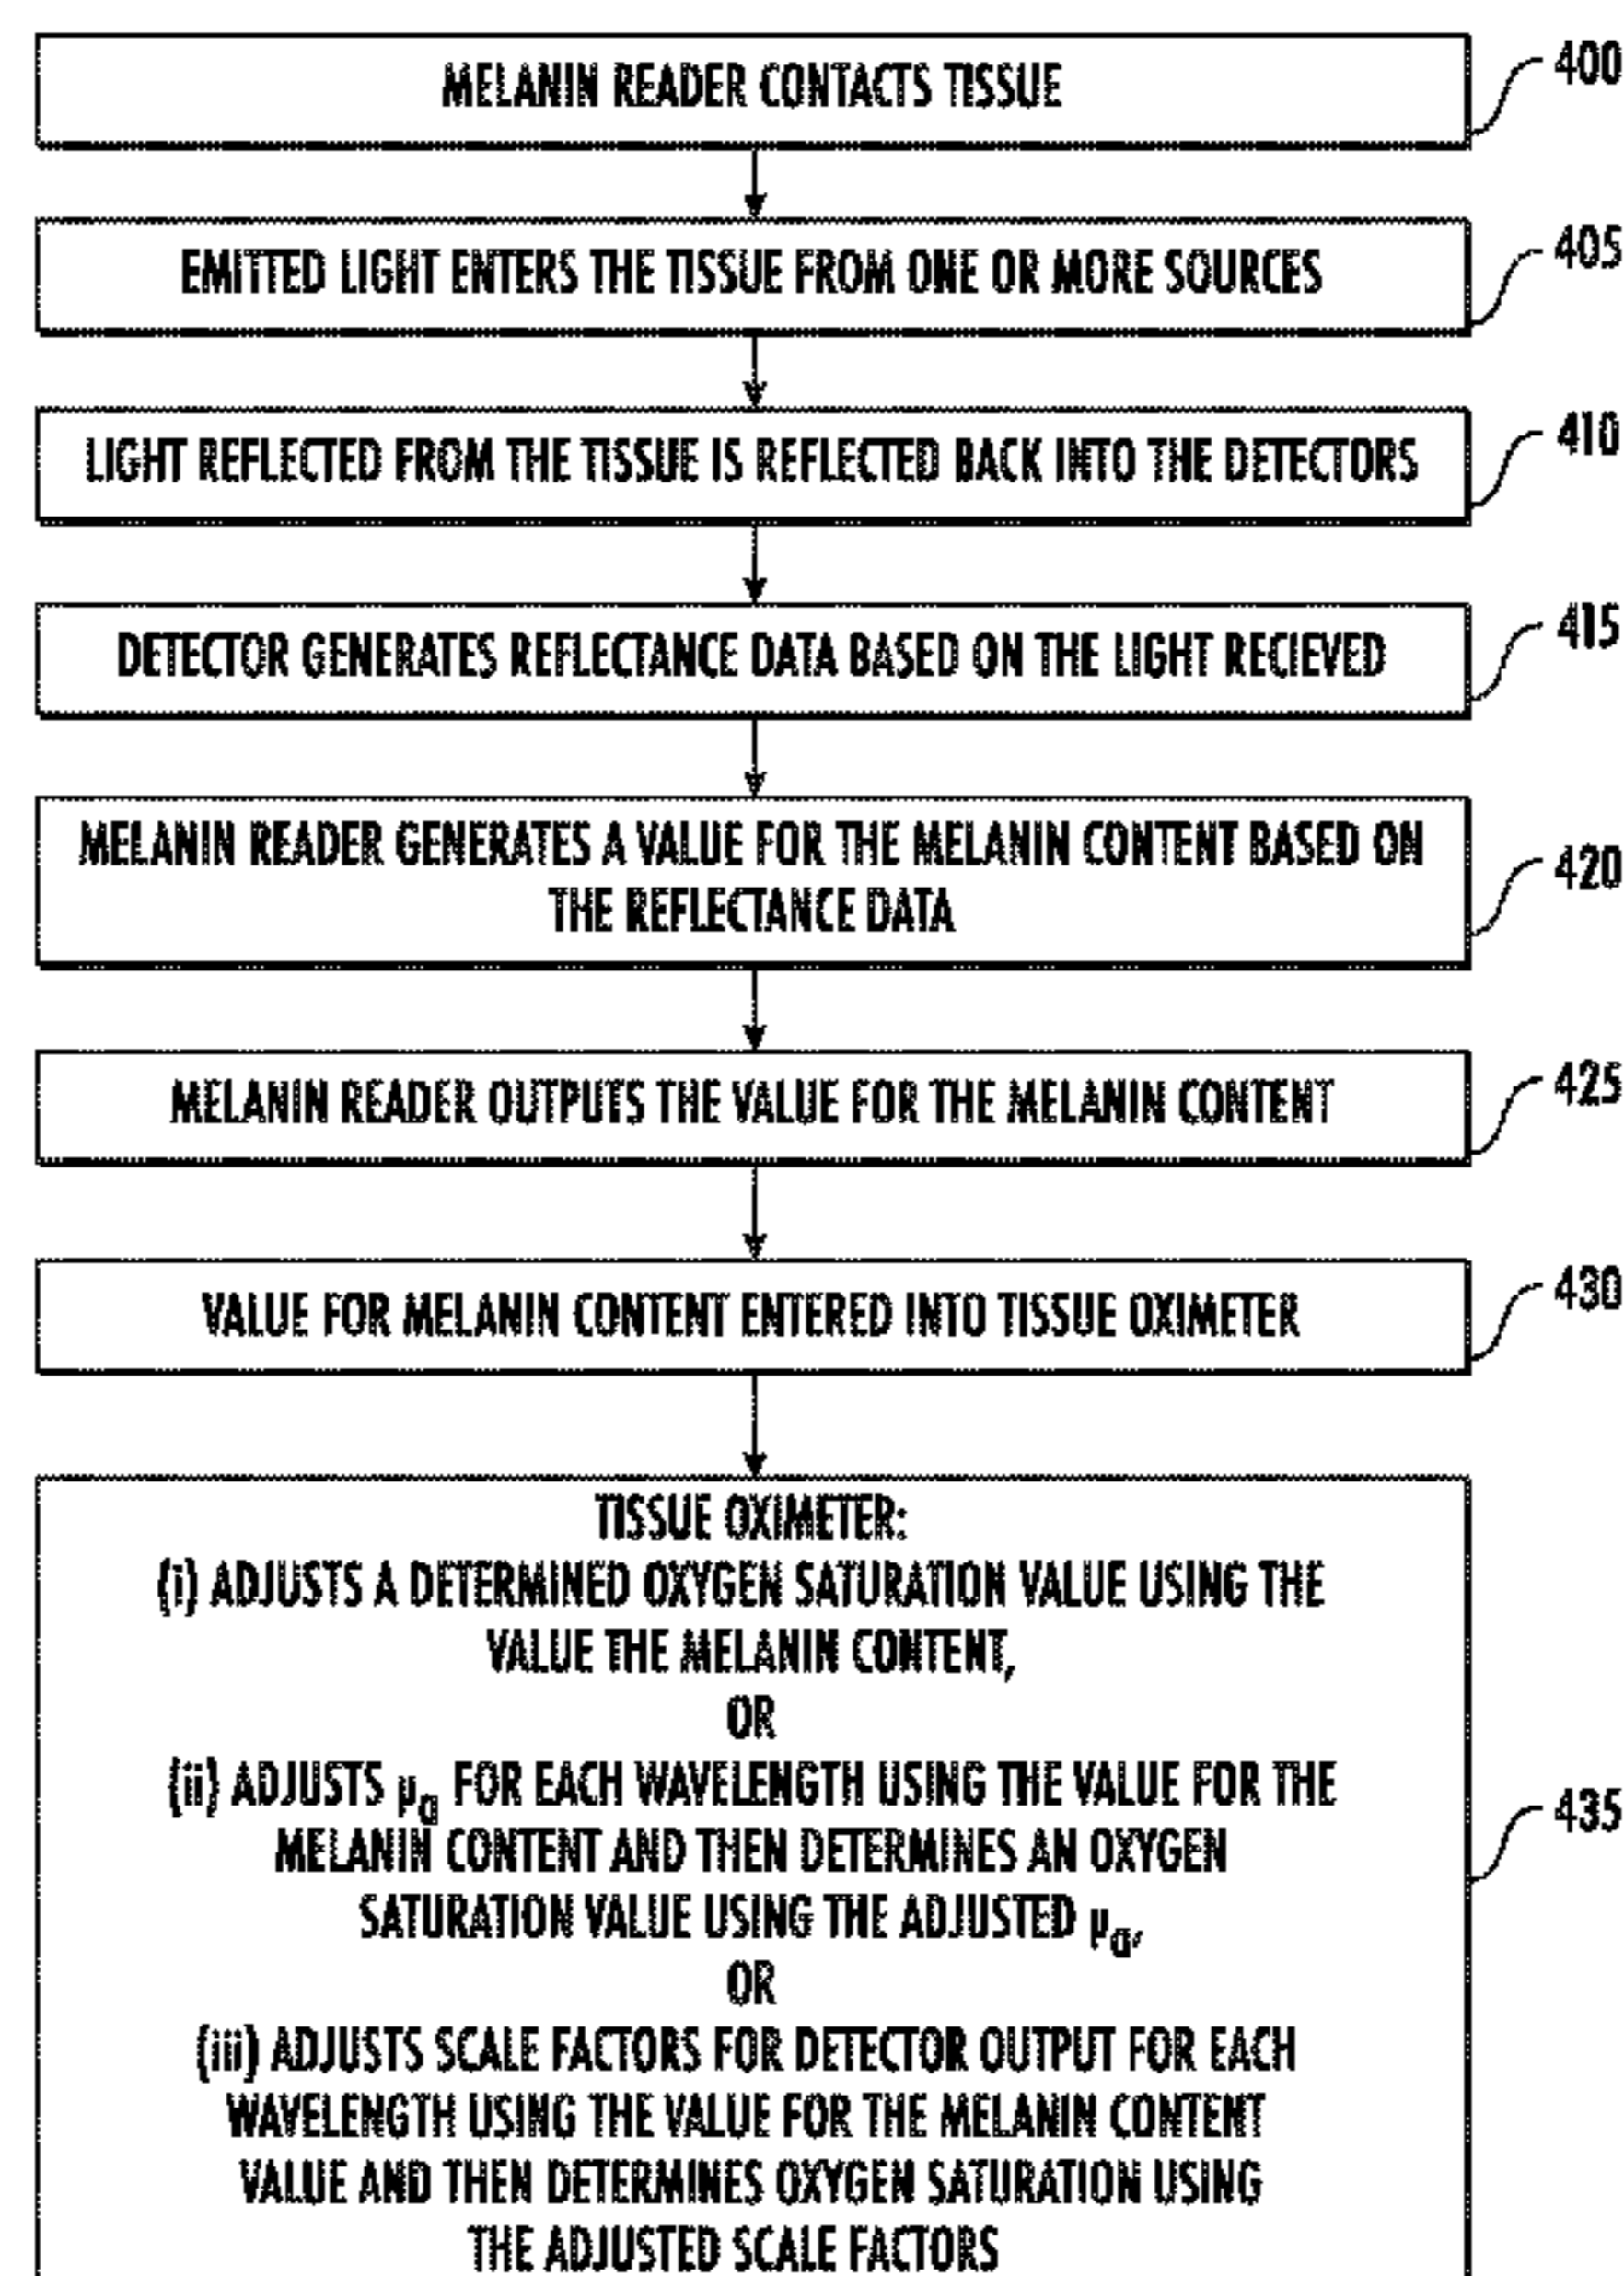 MELANIN READER CONTACTS TISSUE
400
EMITTED LIGHT ENTERS THE TISSUE FROM ONE OR MORE SOURCES
405
LIGHT REFLECTED FROM THE TISSUE IS REFLECTED BACK INTO THE DETECTORS
410
DETECTOR GENERATES REFLECTANCE DATA BASED ON THE LIGHT RECIEVED
415
MELANIN READER GENERATES A VALUE FOR THE MELANIN CONTENT BASED ON
THE REFLECTANCE DATA
420
MELANIN READER OUTPUTS THE VALUE FOR THE MELANIN CONTENT
425
VALUE FOR MELANIN CONTENT ENTERED INTO TISSUE OXIMETER
430
TISSUE OXIMETER:
(i) ADJUSTS A DETERMINED OXYGEN SATURATION VALUE USING THE
VALUE THE MELANIN CONTENT,
OR
(ii) ADJUSTS μa FOR EACH WAVELENGTH USING THE VALUE FOR THE
MELANIN CONTENT AND THEN DETERMINES AN OXYGEN
SATURATION VALUE USING THE ADJUSTED μa,
OR
(iii) ADJUSTS SCALE FACTORS FOR DETECTOR OUTPUT FOR EACH
WAVELENGTH USING THE VALUE FOR THE MELANIN CONTENT
VALUE AND THEN DETERMINES OXYGEN SATURATION USING
THE ADJUSTED SCALE FACTORS
435